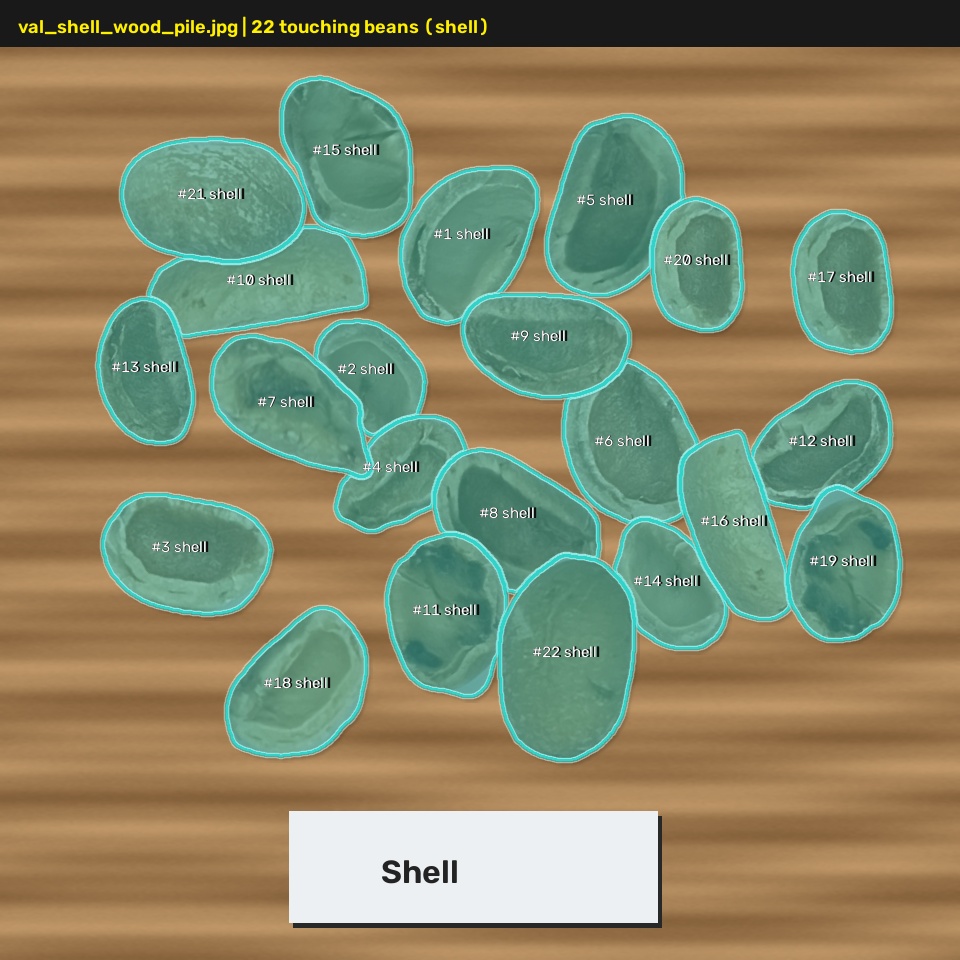 val_shell_wood_pile.jpg | 22 touching beans (shell)
#15 shell
#21 shell
#5 shell
#1 shell
#20 shell
#17 shell
#10 shell
#9 shell
#13 shell
#2 shell
#7 shell
#6 shell
#12 shell
#4 shell
#8 shell
#16 shell
#3 shell
#19 shell
#14 shell
#11 shell
#22 shell
#18 shell
Shell